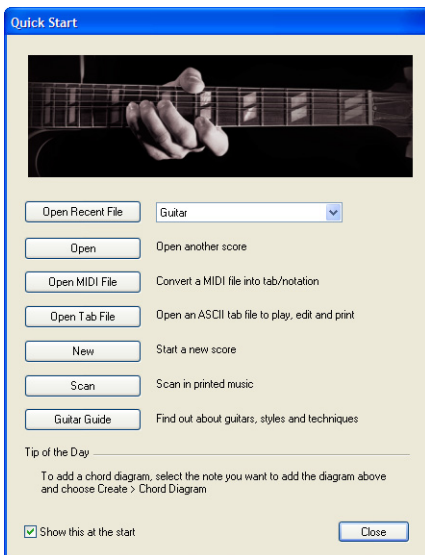 Quick Start
Open Recent File Guitar
Open Open another score
Open MIDI File Convert a MIDI file into tab/notation
Open Tab File Open an ASCII tab file to play, edit and print
New Start a new score
Scan Scan in printed music
Guitar Guide Find out about guitars, styles and techniques
Tip of the Day
To add a chord diagram, select the note you want to add the diagram above
and choose Create > Chord Diagram
Show this at the start Close